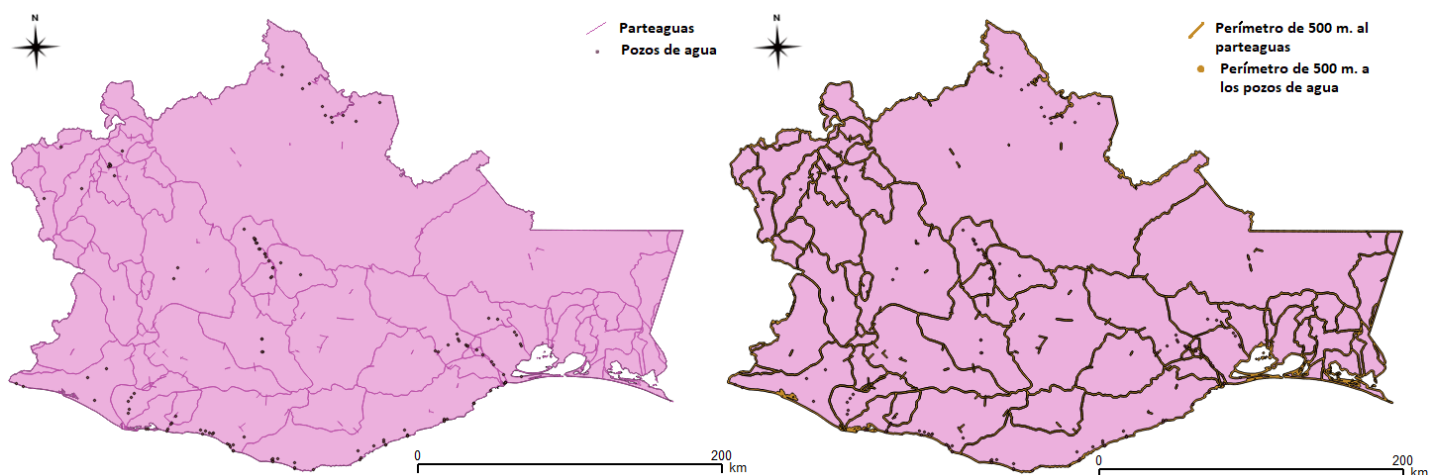 N
Parteaguas
Pozos de agua
0
200
km
N
Perímetro de 500 m. al
parteaguas
Perímetro de 500 m. a
los pozos de agua
0
200
km